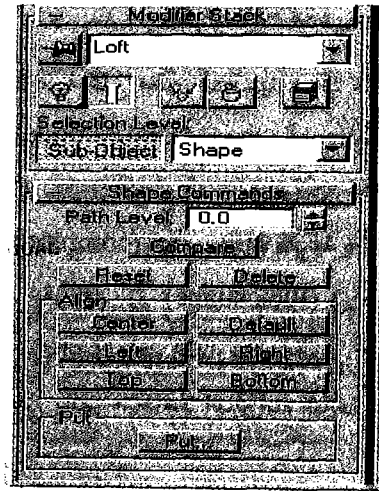 Modifier Stack
Loft
Selection Level:
Sub-Object Shape
Shape Commands
Path Level: 0.0
Compare
Reset Delete
Align
Center Default
Left Right
Top Bottom
Put
Put...